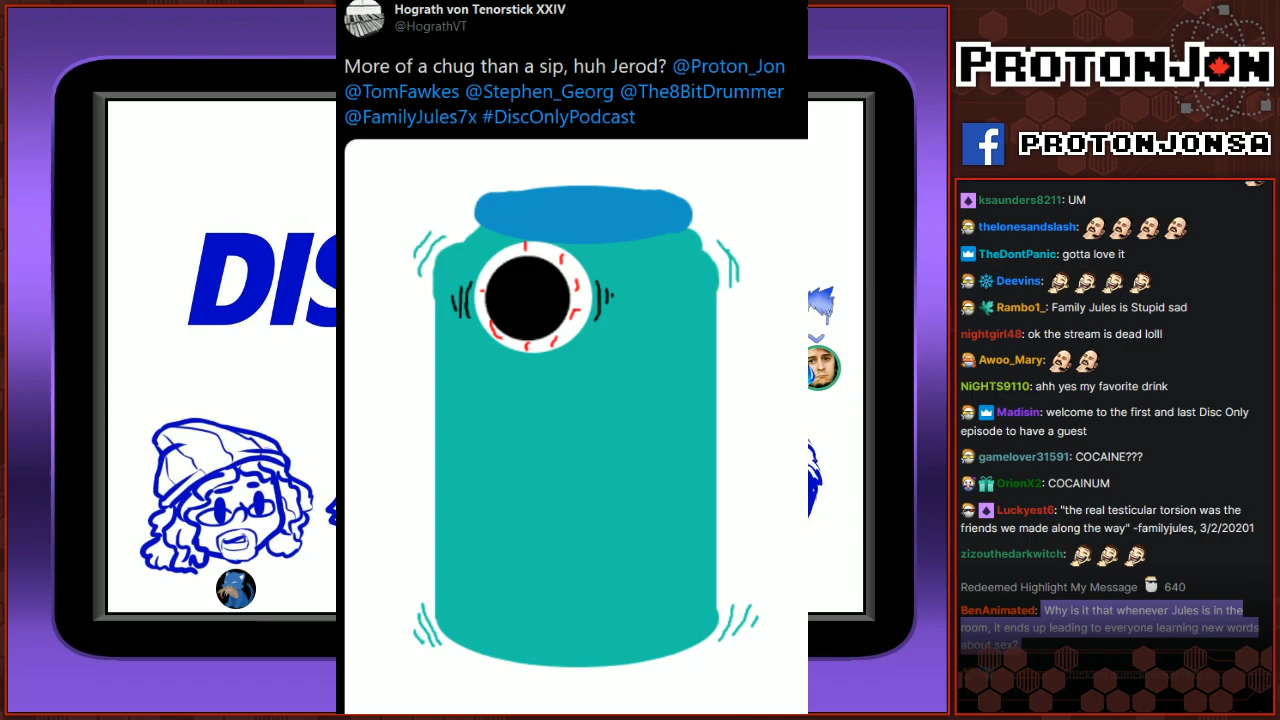 Hograth von Tenorstick XXIV
@HograthVT
More of a chug than a sip, huh Jerod? @Proton_Jon
@TomFawkes @Stephen_Georg @The8BitDrummer
@FamilyJules7x #DiscOnlyPodcast
DIS
PROTONJON
f PROTONJONSA
ksaunders8211: UM
thelonesandslash:
TheDontPanic: gotta love it
Deevins:
Rambo1_: Family Jules is Stupid sad
nightgirl48: ok the stream is dead lolll
Awoo_Mary:
NiGHTS9110: ahh yes my favorite drink
Madisin: welcome to the first and last Disc Only
episode to have a guest
gamelover31591: COCAINE???
OrionX2: COCAINUM
Luckyest6: "the real testicular torsion was the
friends we made along the way" -familyjules, 3/2/20201
zizouthedarkwitch:
Redeemed Highlight My Message 640
BenAnimated: Why is it that whenever Jules is in the
room, it ends up leading to everyone learning new words
about sex?